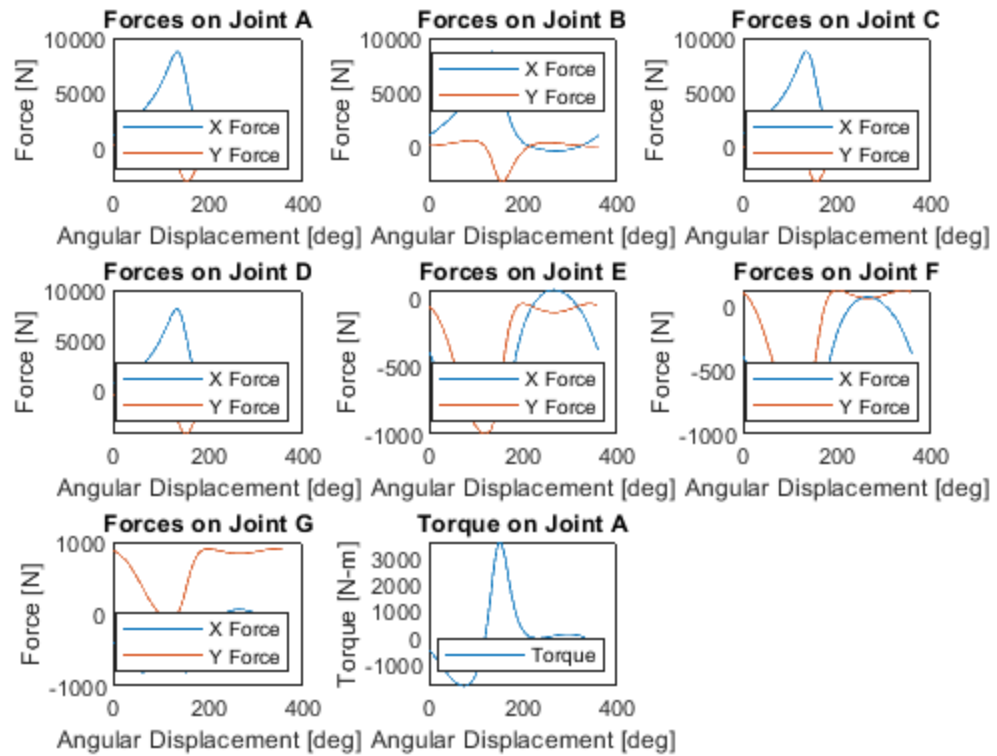 Forces on Joint A
Force [N]
10000
5000
0
X Force
Y Force
0 200 400
Angular Displacement [deg]
Forces on Joint B
Force [N]
10000
5000
0
X Force
Y Force
0 200 400
Angular Displacement [deg]
Forces on Joint C
Force [N]
10000
5000
0
X Force
Y Force
0 200 400
Angular Displacement [deg]
Forces on Joint D
Force [N]
10000
5000
0
X Force
Y Force
0 200 400
Angular Displacement [deg]
Forces on Joint E
Force [N]
0
-500
-1000
X Force
Y Force
0 200 400
Angular Displacement [deg]
Forces on Joint F
Force [N]
0
-500
-1000
X Force
Y Force
0 200 400
Angular Displacement [deg]
Forces on Joint G
Force [N]
1000
0
-1000
X Force
Y Force
0 200 400
Angular Displacement [deg]
Torque on Joint A
Torque [N-m]
3000
2000
1000
0
-1000
Torque
0 200 400
Angular Displacement [deg]